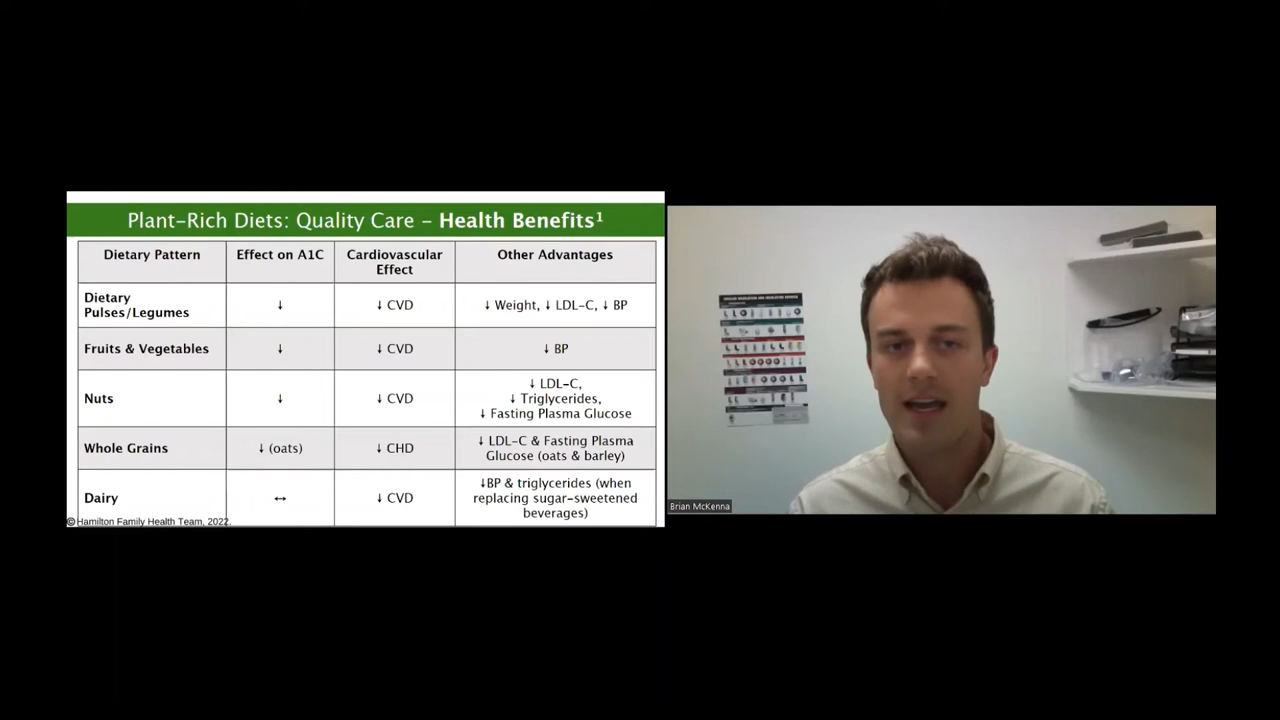 Plant-Rich Diets: Quality Care – Health Benefits¹
Dietary Pattern
Effect on A1C
Cardiovascular
Effect
Other Advantages
Dietary
Pulses/Legumes
↓
↓ CVD
↓ Weight, ↓ LDL-C, ↓ BP
Fruits & Vegetables
↓
↓ CVD
↓ BP
Nuts
↓
↓ CVD
↓ LDL-C,
↓ Triglycerides,
↓ Fasting Plasma Glucose
Whole Grains
↓ (oats)
↓ CHD
↓ LDL-C & Fasting Plasma
Glucose (oats & barley)
Dairy
↔
↓ CVD
↓BP & triglycerides (when
replacing sugar-sweetened
beverages)
©Hamilton Family Health Team, 2022.
Brian McKenna